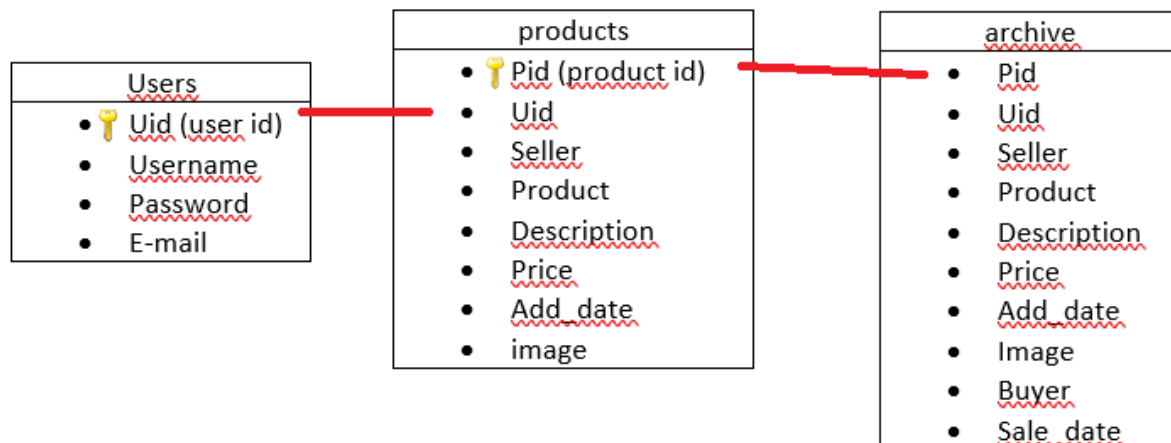 Users
Uid (user id)
Username
Password
E-mail
products
Pid (product id)
Uid
Seller
Product
Description
Price
Add_date
image
archive
Pid
Uid
Seller
Product
Description
Price
Add_date
Image
Buyer
Sale_date